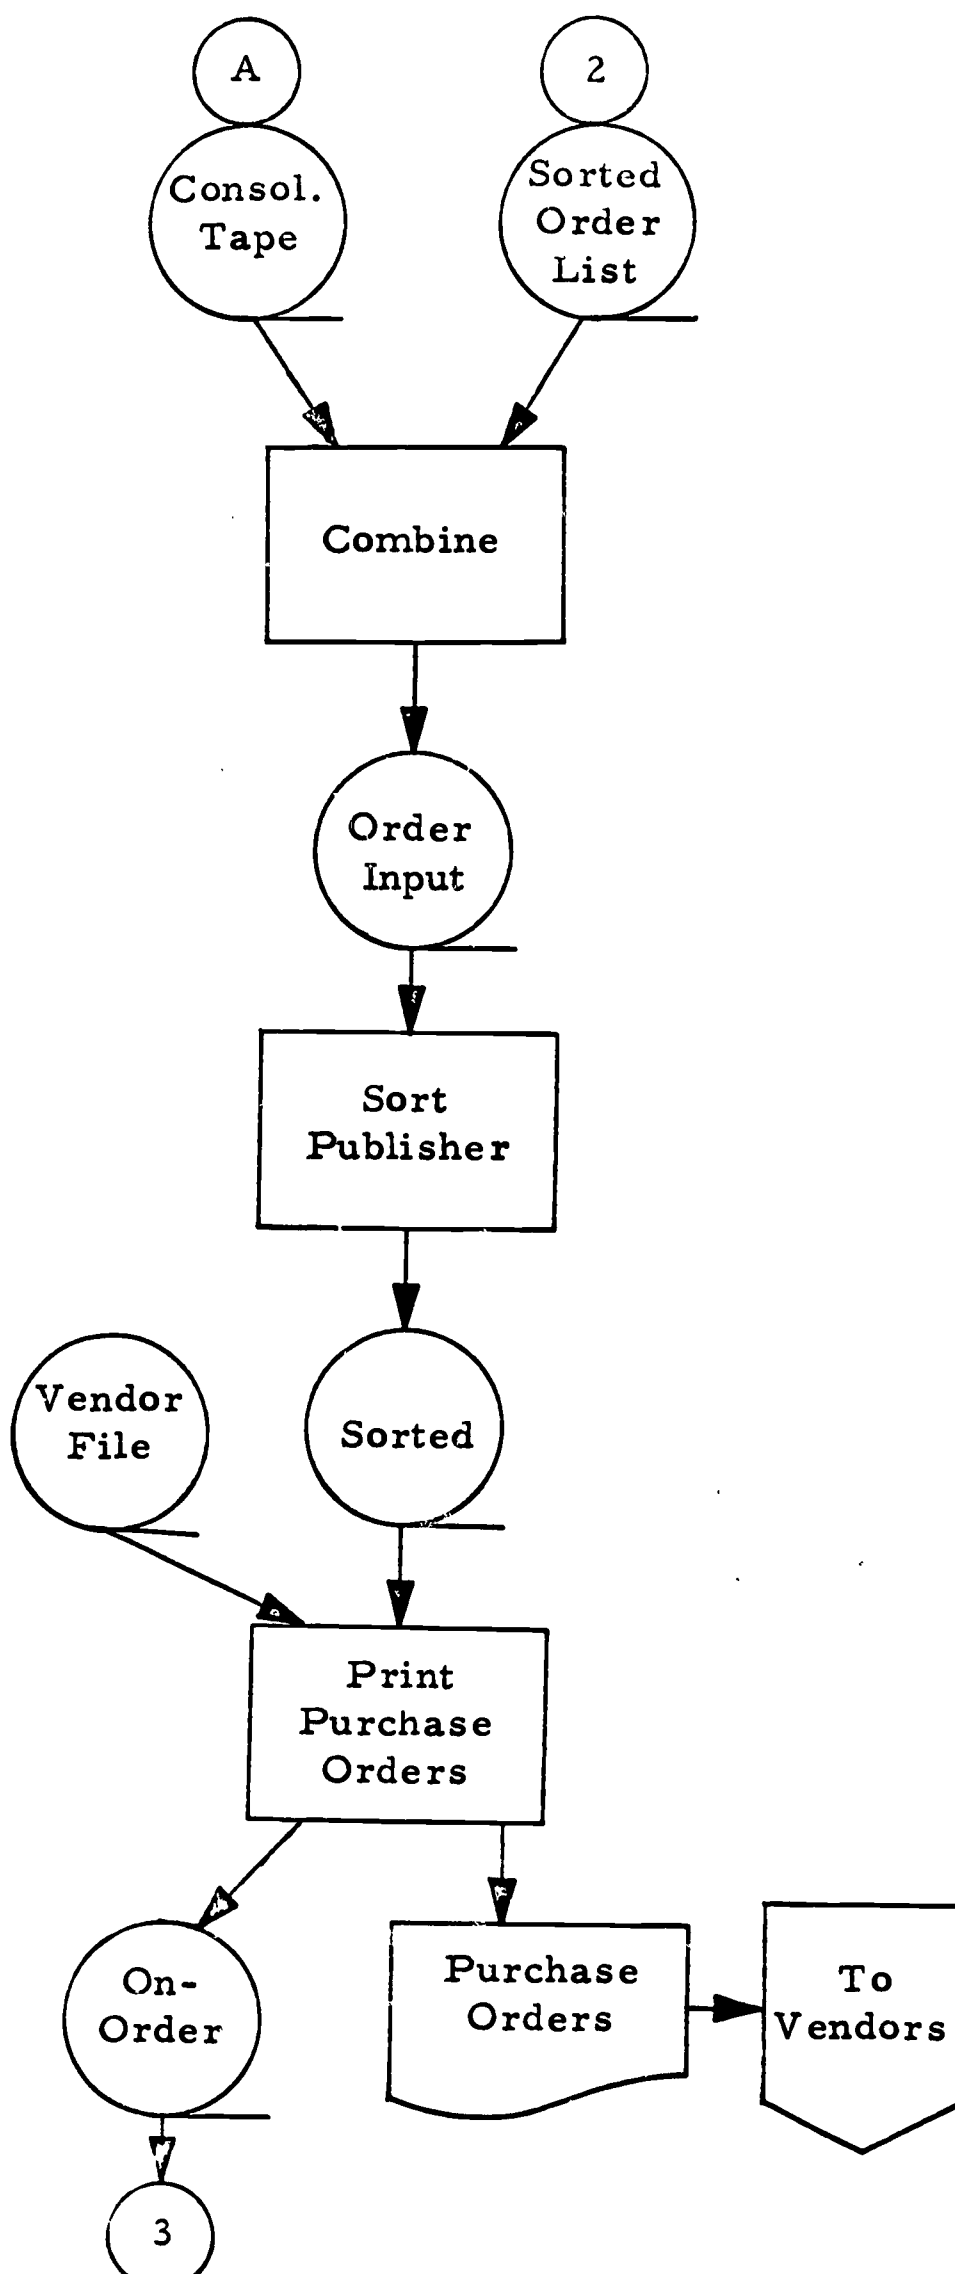 A
2
Consol.
Tape
Sorted
Order
List
Combine
Order
Input
Sort
Publisher
Vendor
File
Sorted
Print
Purchase
Orders
On-
Order
Purchase
Orders
To
Vendors
3